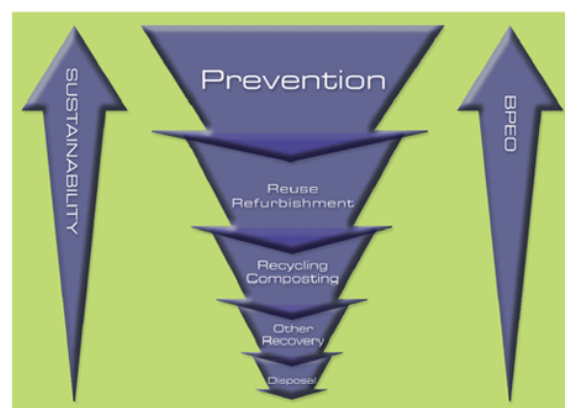 SUSTAINABILITY
Prevention
Reuse
Refurbishment
Recycling
Composting
Other
Recovery
Disposal
BPEO